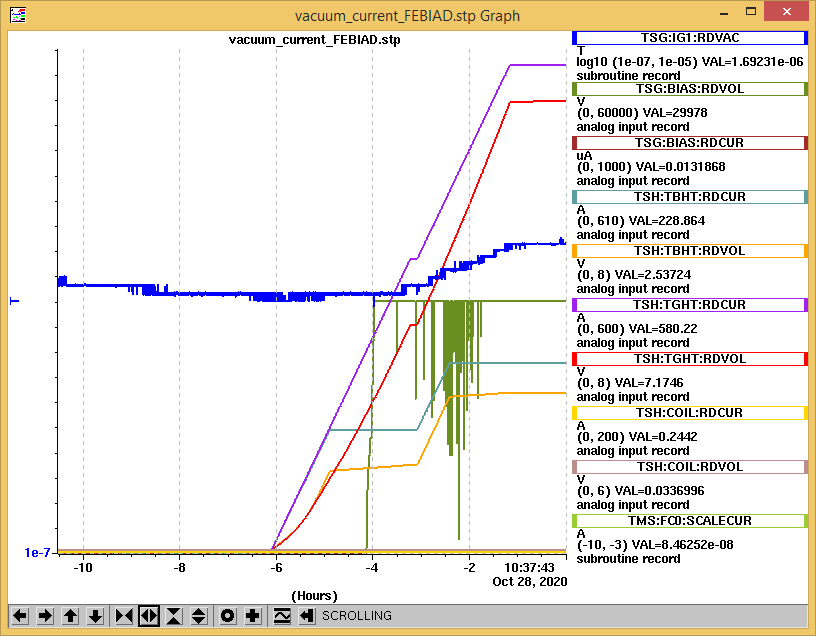 vacuum_current_FEBIAD.stp Graph
vacuum_current_FEBIAD.stp
T
1e-7
-10
-8
-6
-4
-2
10:37:43
Oct 28, 2020
(Hours)
TSG:IG1:RDVAC
T
log10 (1e-07, 1e-05) VAL=1.69231e-06
subroutine record
TSG:BIAS:RDVOL
V
(0, 60000) VAL=29978
analog input record
TSG:BIAS:RDCUR
uA
(0, 1000) VAL=0.0131868
analog input record
TSH:TBHT:RDCUR
A
(0, 610) VAL=228.864
analog input record
TSH:TBHT:RDVOL
V
(0, 8) VAL=2.53724
analog input record
TSH:TGHT:RDCUR
A
(0, 600) VAL=580.22
analog input record
TSH:TGHT:RDVOL
V
(0, 8) VAL=7.1746
analog input record
TSH:COIL:RDCUR
A
(0, 200) VAL=0.2442
analog input record
TSH:COIL:RDVOL
V
(0, 6) VAL=0.0336996
analog input record
TMS:FC0:SCALECUR
A
(-10, -3) VAL=8.46252e-08
subroutine record
SCROLLING